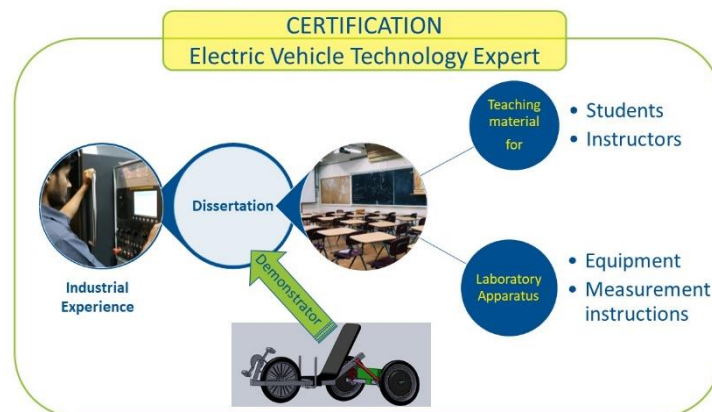 CERTIFICATION
Electric Vehicle Technology Expert
Teaching
material
for
• Students
• Instructors
Dissertation
Industrial
Experience
Demonstrator
Laboratory
Apparatus
• Equipment
• Measurement
instructions